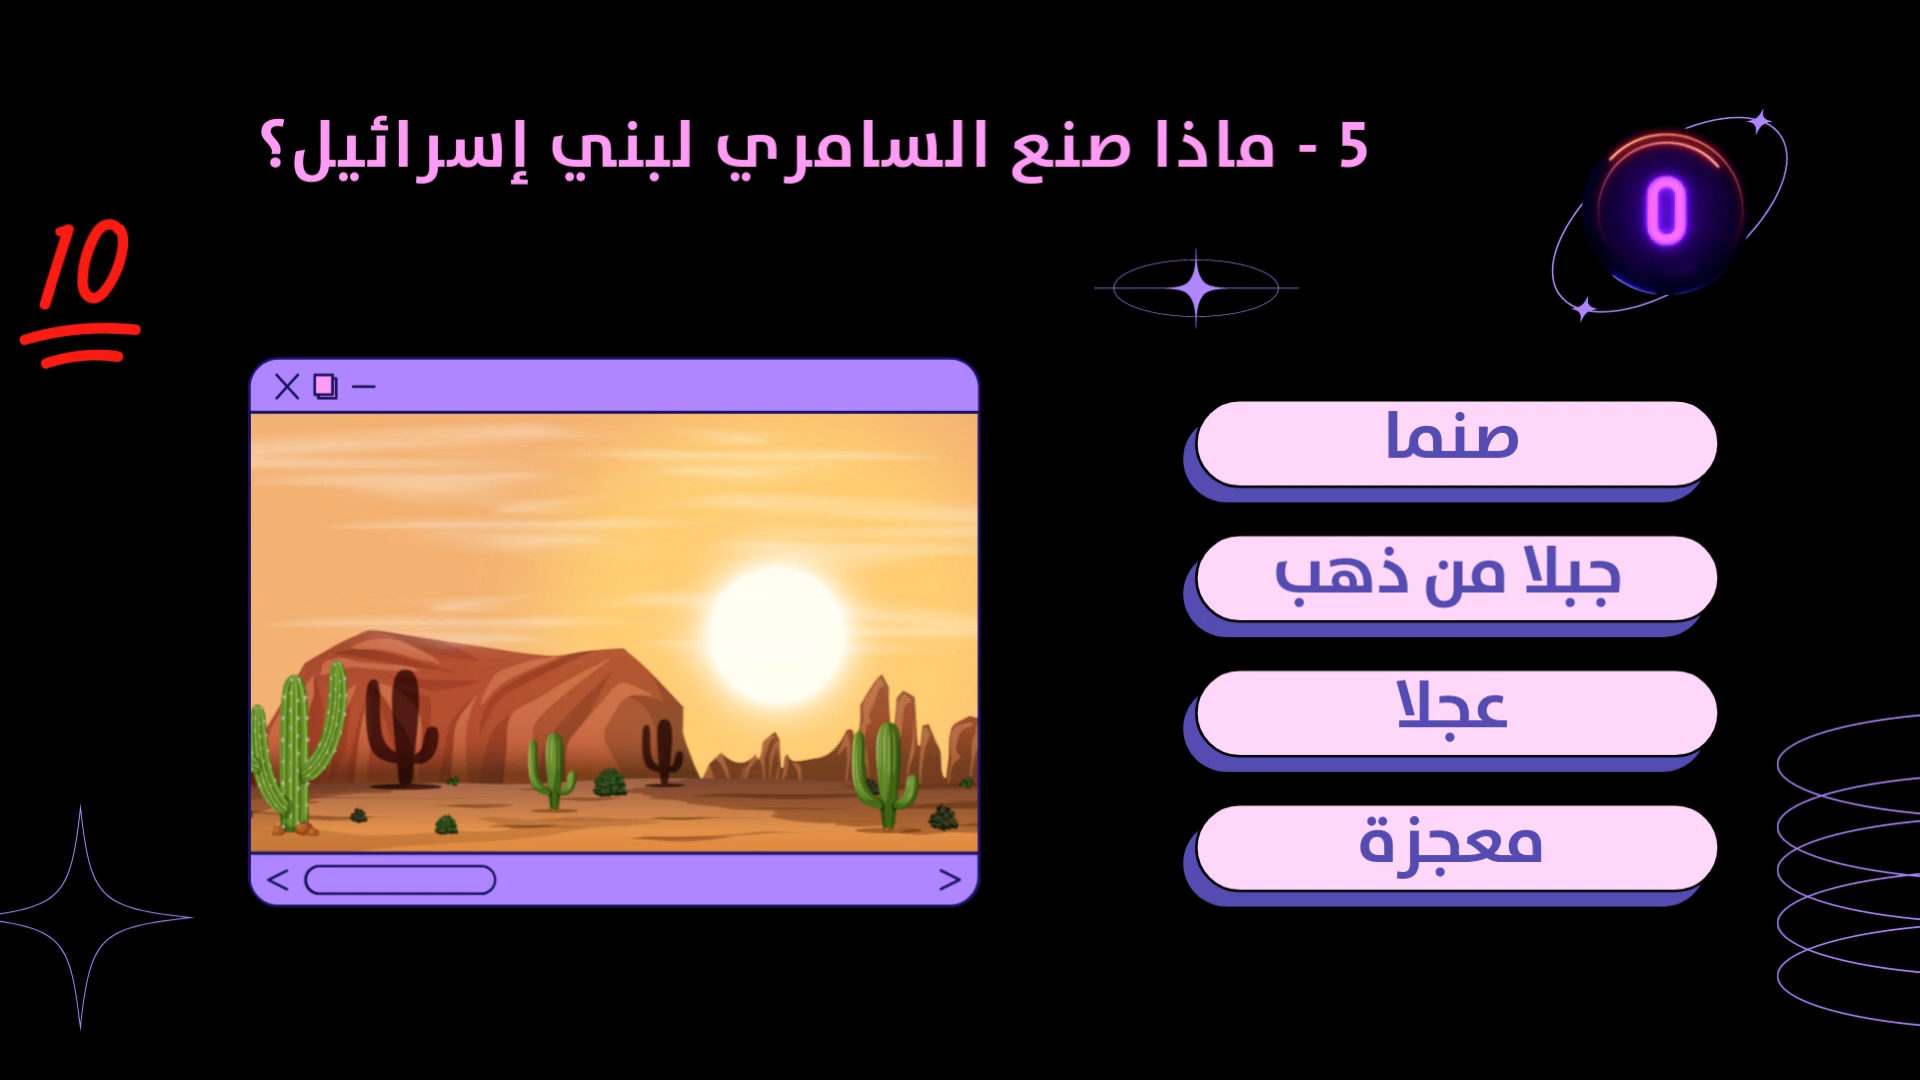 5 - ماذا صنع السامري لبني إسرائيل؟
0
10
صنما
جبلا من ذهب
عجلا
معجزة